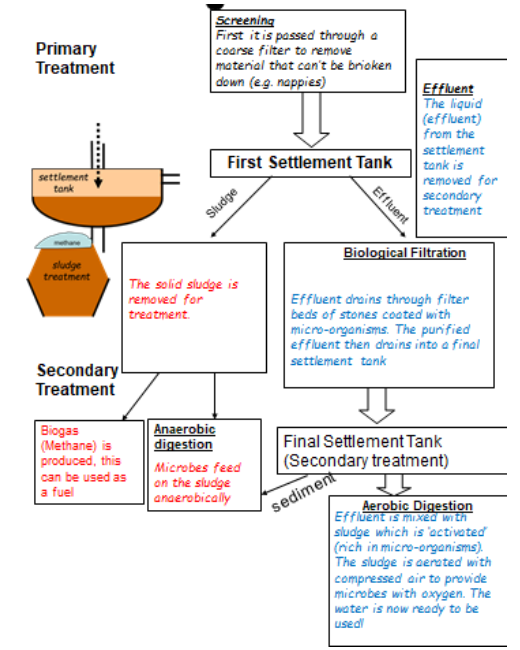 Primary
Treatment
Screening
First it is passed through a
coarse filter to remove
material that can't be brioken
down (e.g. nappies)
Effluent
The liquid
(effluent)
from the
settlement
tank is
removed for
secondary
treatment
First Settlement Tank
settlement
tank
methane
sludge
treatment
Sludge
Effluent
The solid sludge is
removed for
treatment.
Biological Filtration
Effluent drains through filter
beds of stones coated with
micro-organisms. The purified
effluent then drains into a final
settlement tank
Secondary
Treatment
Biogas
(Methane) is
produced, this
can be used as
a fuel
Anaerobic
digestion
Microbes feed
on the sludge
anaerobically
Final Settlement Tank
(Secondary treatment)
sediment
Aerobic Digestion
Effluent is mixed with
sludge which is 'activated'
(rich in micro-organisms).
The sludge is aerated with
compressed air to provide
microbes with oxygen. The
water is now ready to be
used!